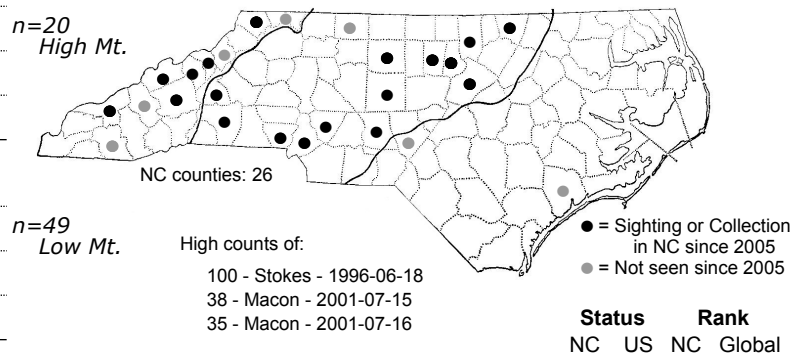 n=20
High Mt.
NC counties: 26
n=49
Low Mt.
High counts of:
100 - Stokes - 1996-06-18
38 - Macon - 2001-07-15
35 - Macon - 2001-07-16
= Sighting or Collection
in NC since 2005
= Not seen since 2005
Status Rank
NC US NC Global